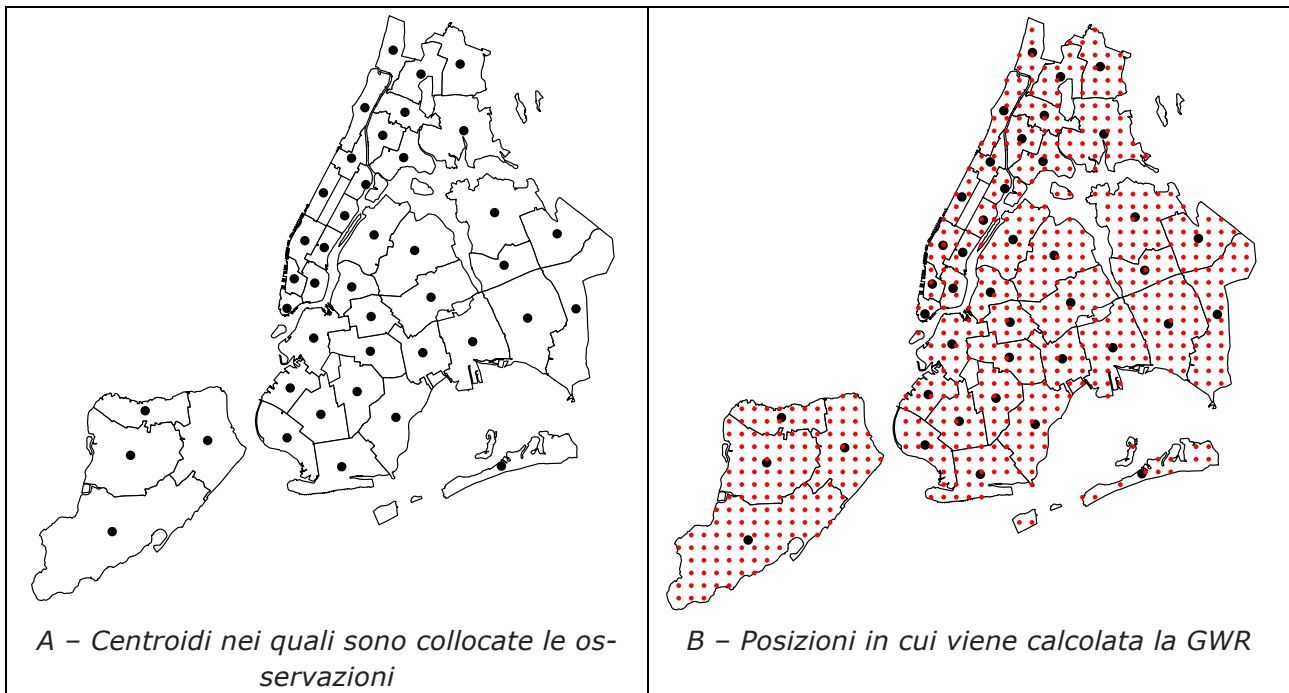 A – Centroidi nei quali sono collocate le os-
servazioni
B – Posizioni in cui viene calcolata la GWR